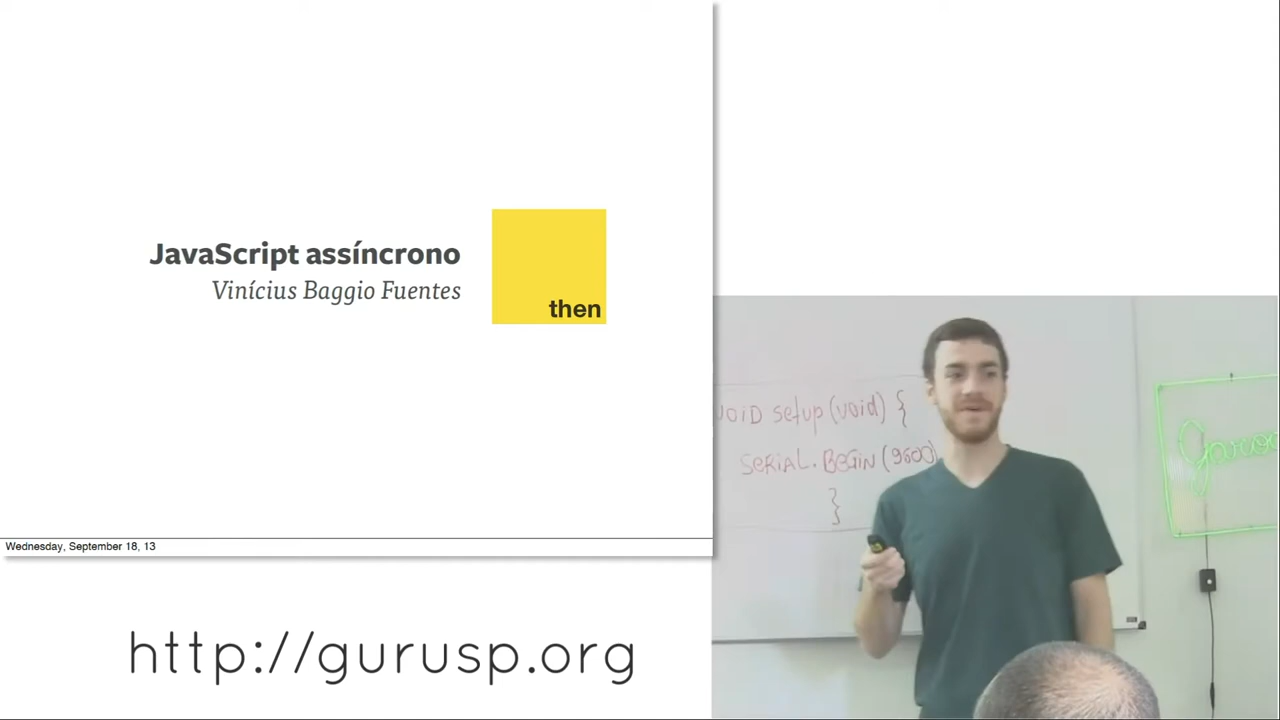 JavaScript assíncrono
Vinícius Baggio Fuentes
then
Wednesday, September 18, 13
http://gurusp.org
VOID setup (void) {
SERIAL.BEGIN (9600)
}